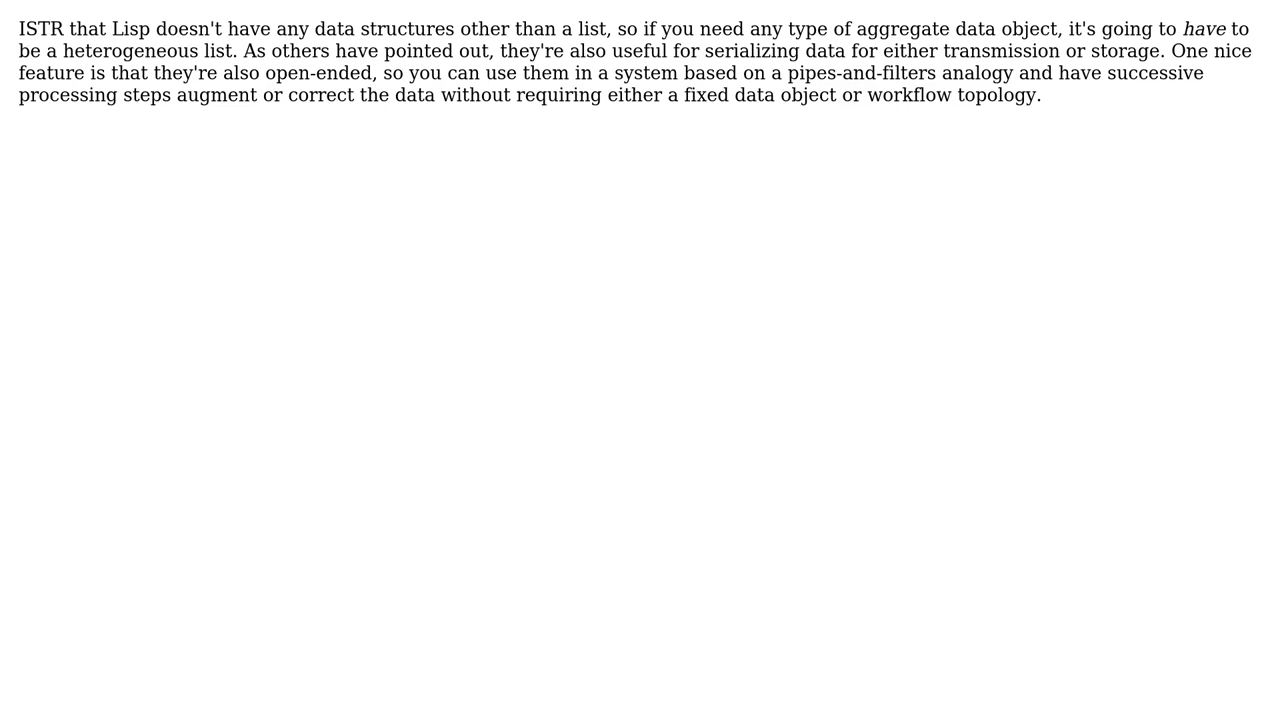 ISTR that Lisp doesn't have any data structures other than a list, so if you need any type of aggregate data object, it's going to have to
be a heterogeneous list. As others have pointed out, they're also useful for serializing data for either transmission or storage. One nice
feature is that they're also open-ended, so you can use them in a system based on a pipes-and-filters analogy and have successive
processing steps augment or correct the data without requiring either a fixed data object or workflow topology.